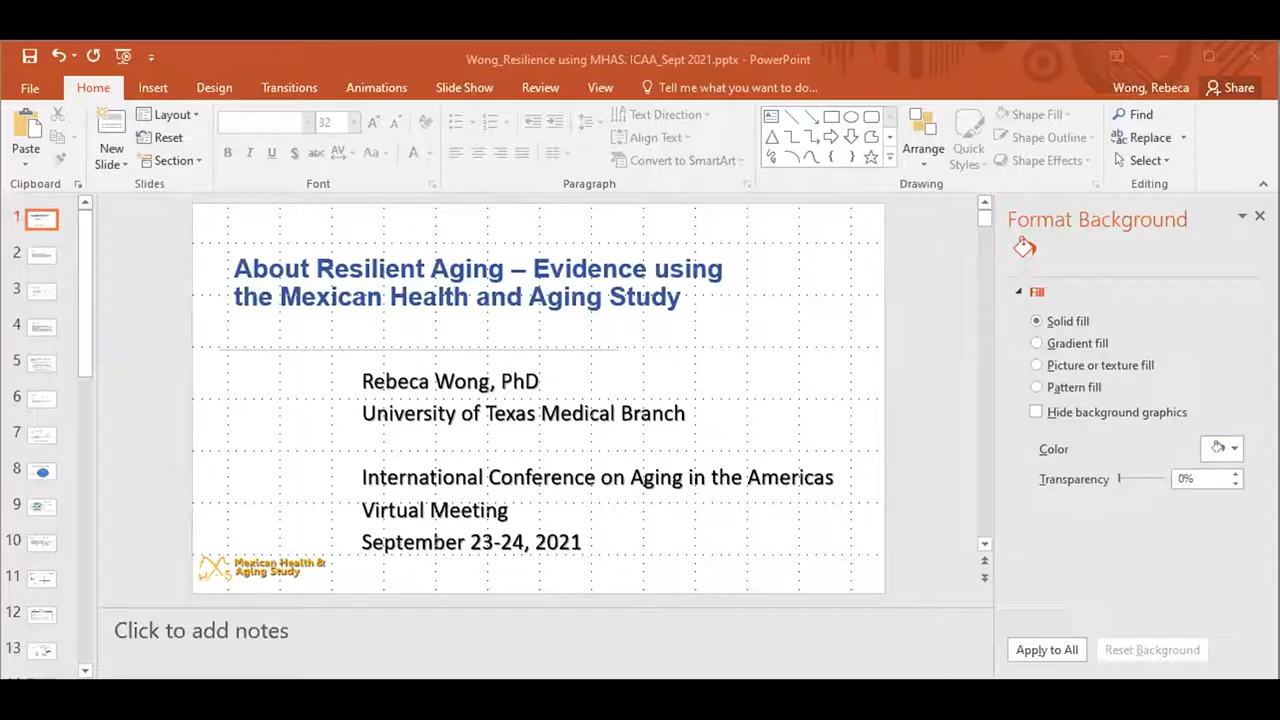 Wong_Resilience using MHAS. ICAA_Sept 2021.pptx - PowerPoint
File Home Insert Design Transitions Animations Slide Show Review View Tell me what you want to do... Wong, Rebeca Share
Paste
Clipboard
New Slide
Layout
Reset
Section
Slides
32
B I U S abc AV Aa A
Font
Text Direction
Align Text
Convert to SmartArt
Paragraph
Arrange
Quick Styles
Shape Fill
Shape Outline
Shape Effects
Drawing
Find
Replace
Select
Editing
1
2
3
4
5
6
7
8
9
10
11
12
13
About Resilient Aging – Evidence using
the Mexican Health and Aging Study
Rebeca Wong, PhD
University of Texas Medical Branch
International Conference on Aging in the Americas
Virtual Meeting
September 23-24, 2021
Mexican Health &
Aging Study
Click to add notes
Format Background
Fill
Solid fill
Gradient fill
Picture or texture fill
Pattern fill
Hide background graphics
Color
Transparency 0%
Apply to All Reset Background